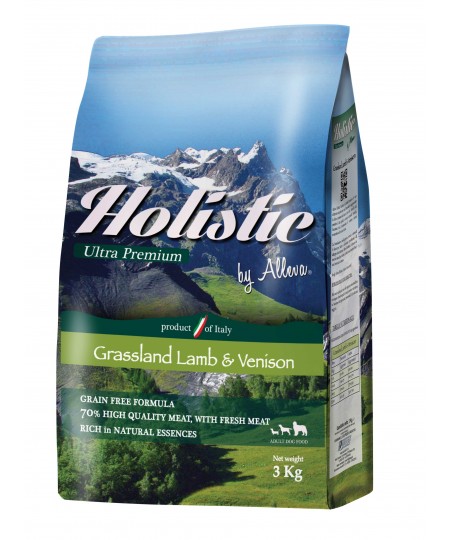 Holistic
Ultra Premium
by Alleva®
product of Italy
Grassland Lamb & Venison
GRAIN FREE FORMULA
70% HIGH QUALITY MEAT, WITH FRESH MEAT
RICH in NATURAL ESSENCES
ADULT DOG FOOD
Net weight
3 Kg
Holistic